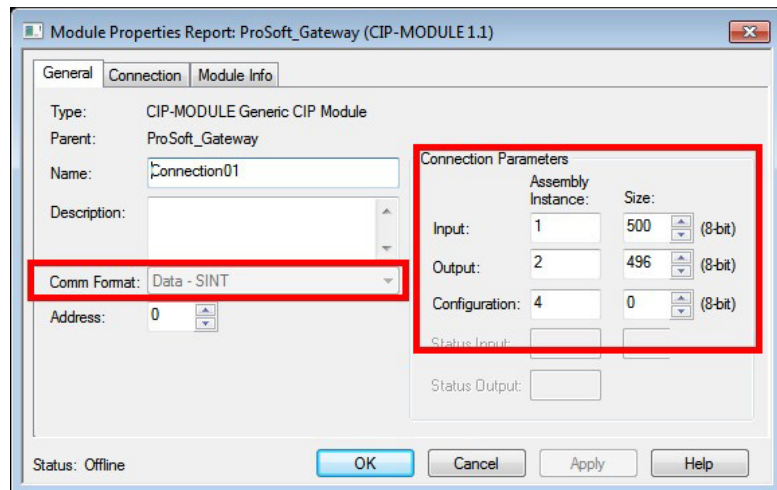 Module Properties Report: ProSoft_Gateway (CIP-MODULE 1.1)
General Connection Module Info
Type: CIP-MODULE Generic CIP Module
Parent: ProSoft_Gateway
Name: Connection01
Description:
Comm Format: Data - SINT
Address: 0
Connection Parameters
Assembly
Instance: Size:
Input: 1 500 (8-bit)
Output: 2 496 (8-bit)
Configuration: 4 0 (8-bit)
Status Input:
Status Output:
Status: Offline OK Cancel Apply Help